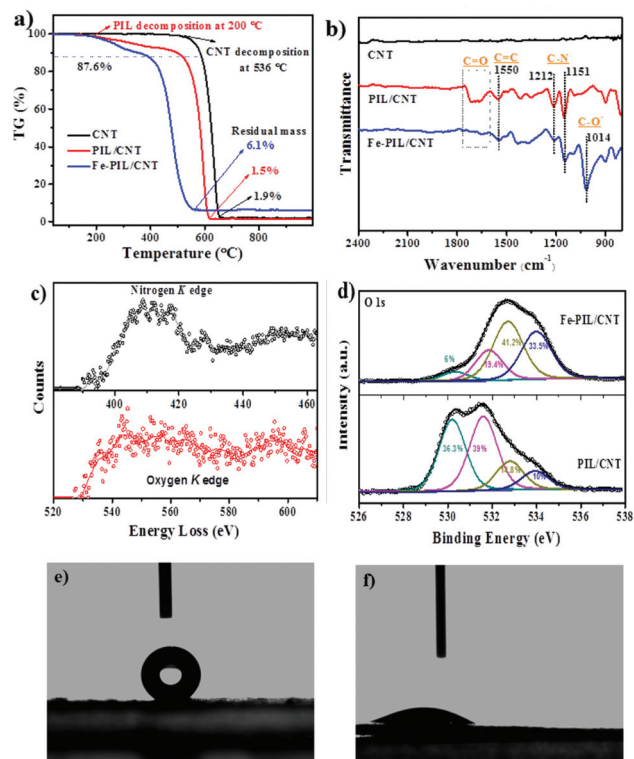 a)
PIL decomposition at 200 °C
CNT decomposition
at 536 °C
87.6%
Residual mass
6.1%
1.5%
1.9%
CNT
PIL/CNT
Fe-PIL/CNT
TG (%)
100
80
60
40
20
0
0
200
400
600
800
Temperature (°C)
b)
CNT
C=O
C=C
1550
C-N
1212
1151
PIL/CNT
C-O
1014
Fe-PIL/CNT
Transmittance
2400
2100
1800
1500
1200
900
Wavenumber (cm-1)
c)
Nitrogen K edge
400
420
440
460
Counts
Oxygen K edge
520
540
560
580
600
Energy Loss (eV)
d)
O 1s
Fe-PIL/CNT
6%
19.4%
41.2%
33.5%
PIL/CNT
36.3%
39%
10%
Intensity (a.u.)
526
528
530
532
534
536
538
Binding Energy (eV)
e)
f)